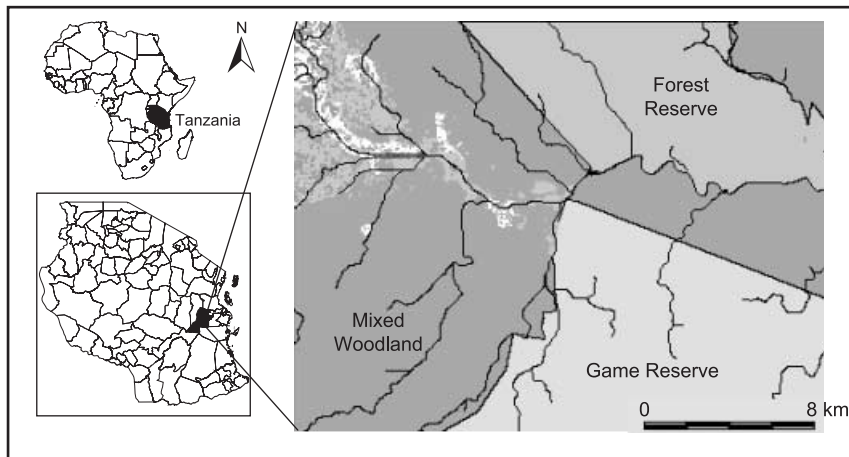 N
Tanzania
Forest
Reserve
Mixed
Woodland
Game Reserve
0 8 km